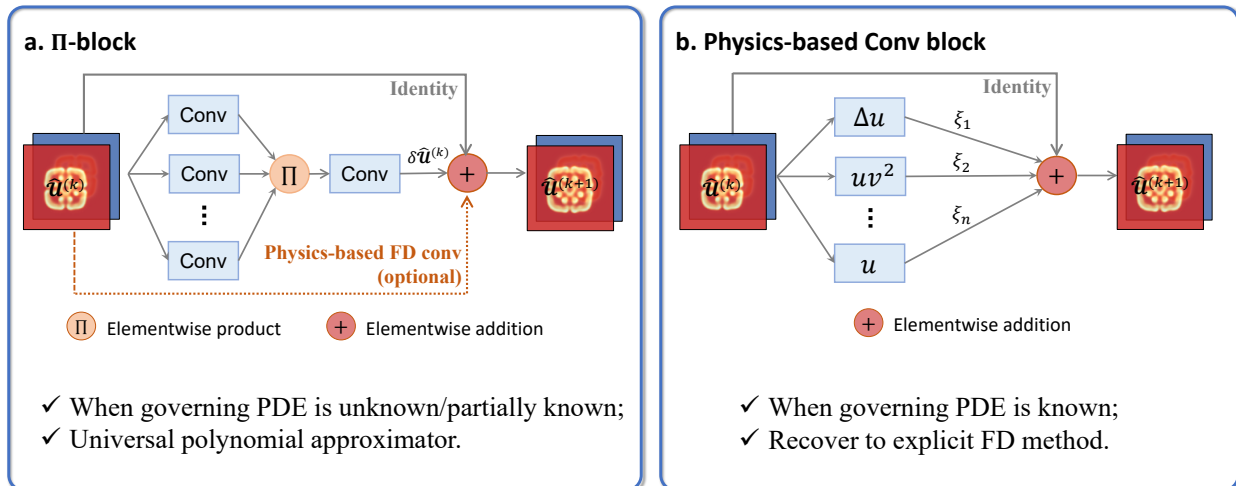 a. Π-block
Identity
Conv
Conv
⋮
Conv
Π
Conv
δû⁽ᵏ⁾
+
û⁽ᵏ⁾
û⁽ᵏ⁺¹⁾
Physics-based FD conv
(optional)
Π Elementwise product
+ Elementwise addition
✓ When governing PDE is unknown/partially known;
✓ Universal polynomial approximator.
b. Physics-based Conv block
Identity
Δu
ξ₁
uv²
ξ₂
⋮
u
ξₙ
+
û⁽ᵏ⁾
û⁽ᵏ⁺¹⁾
+ Elementwise addition
✓ When governing PDE is known;
✓ Recover to explicit FD method.